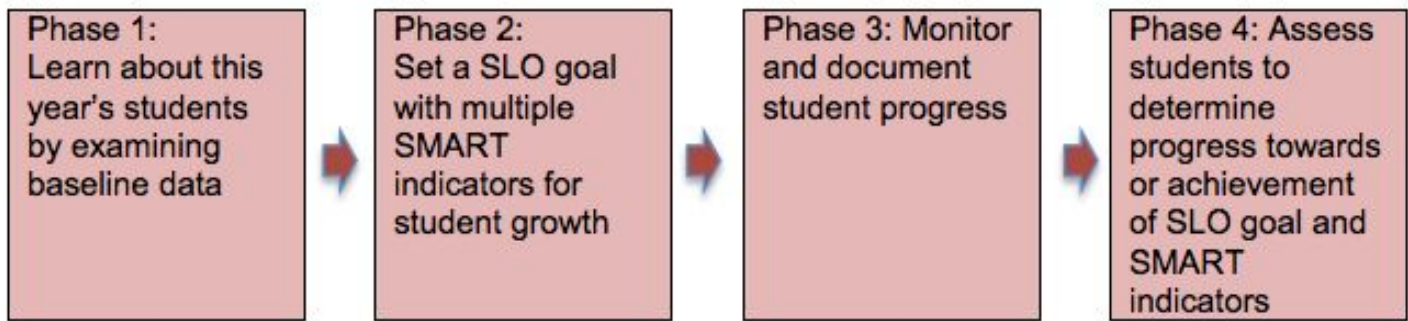 Phase 1:
Learn about this
year's students
by examining
baseline data
Phase 2:
Set a SLO goal
with multiple
SMART
indicators for
student growth
Phase 3: Monitor
and document
student progress
Phase 4: Assess
students to
determine
progress towards
or achievement
of SLO goal and
SMART
indicators